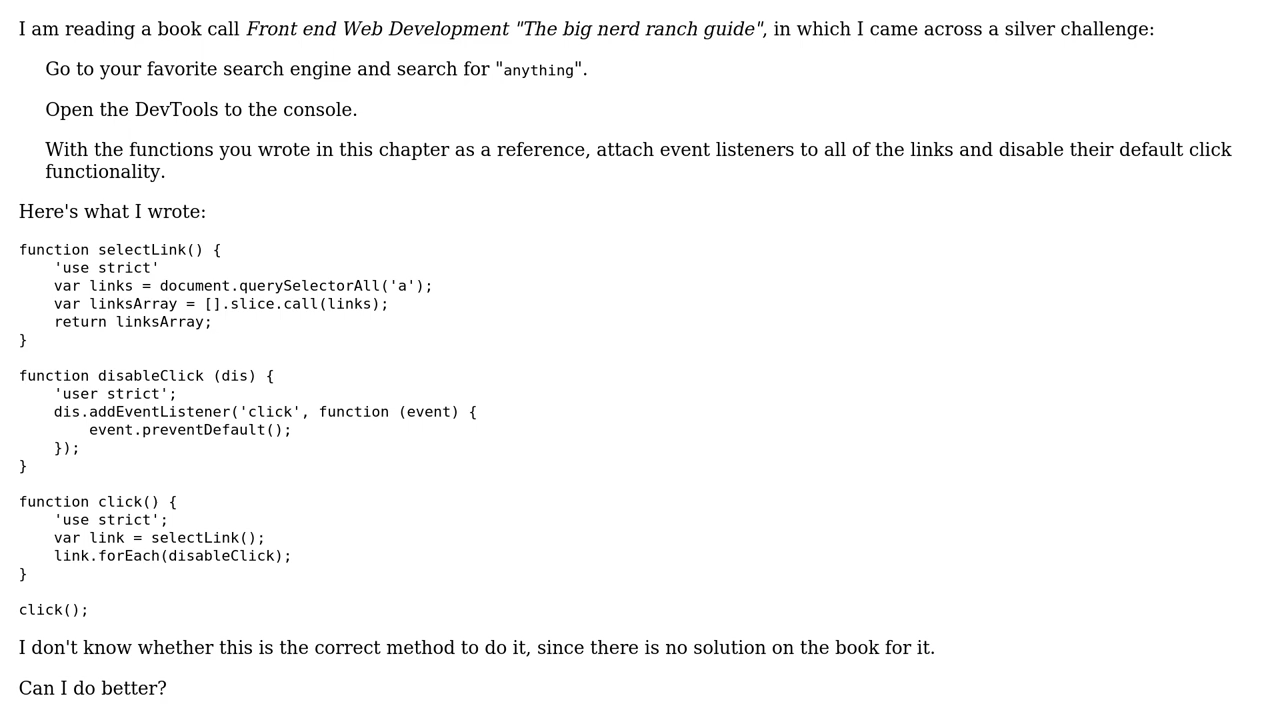 I am reading a book call Front end Web Development "The big nerd ranch guide", in which I came across a silver challenge:
Go to your favorite search engine and search for "anything".
Open the DevTools to the console.
With the functions you wrote in this chapter as a reference, attach event listeners to all of the links and disable their default click
functionality.
Here's what I wrote:
function selectLink() {
    'use strict'
    var links = document.querySelectorAll('a');
    var linksArray = [].slice.call(links);
    return linksArray;
}
function disableClick (dis) {
    'user strict';
    dis.addEventListener('click', function (event) {
        event.preventDefault();
    });
}
function click() {
    'use strict';
    var link = selectLink();
    link.forEach(disableClick);
}
click();
I don't know whether this is the correct method to do it, since there is no solution on the book for it.
Can I do better?